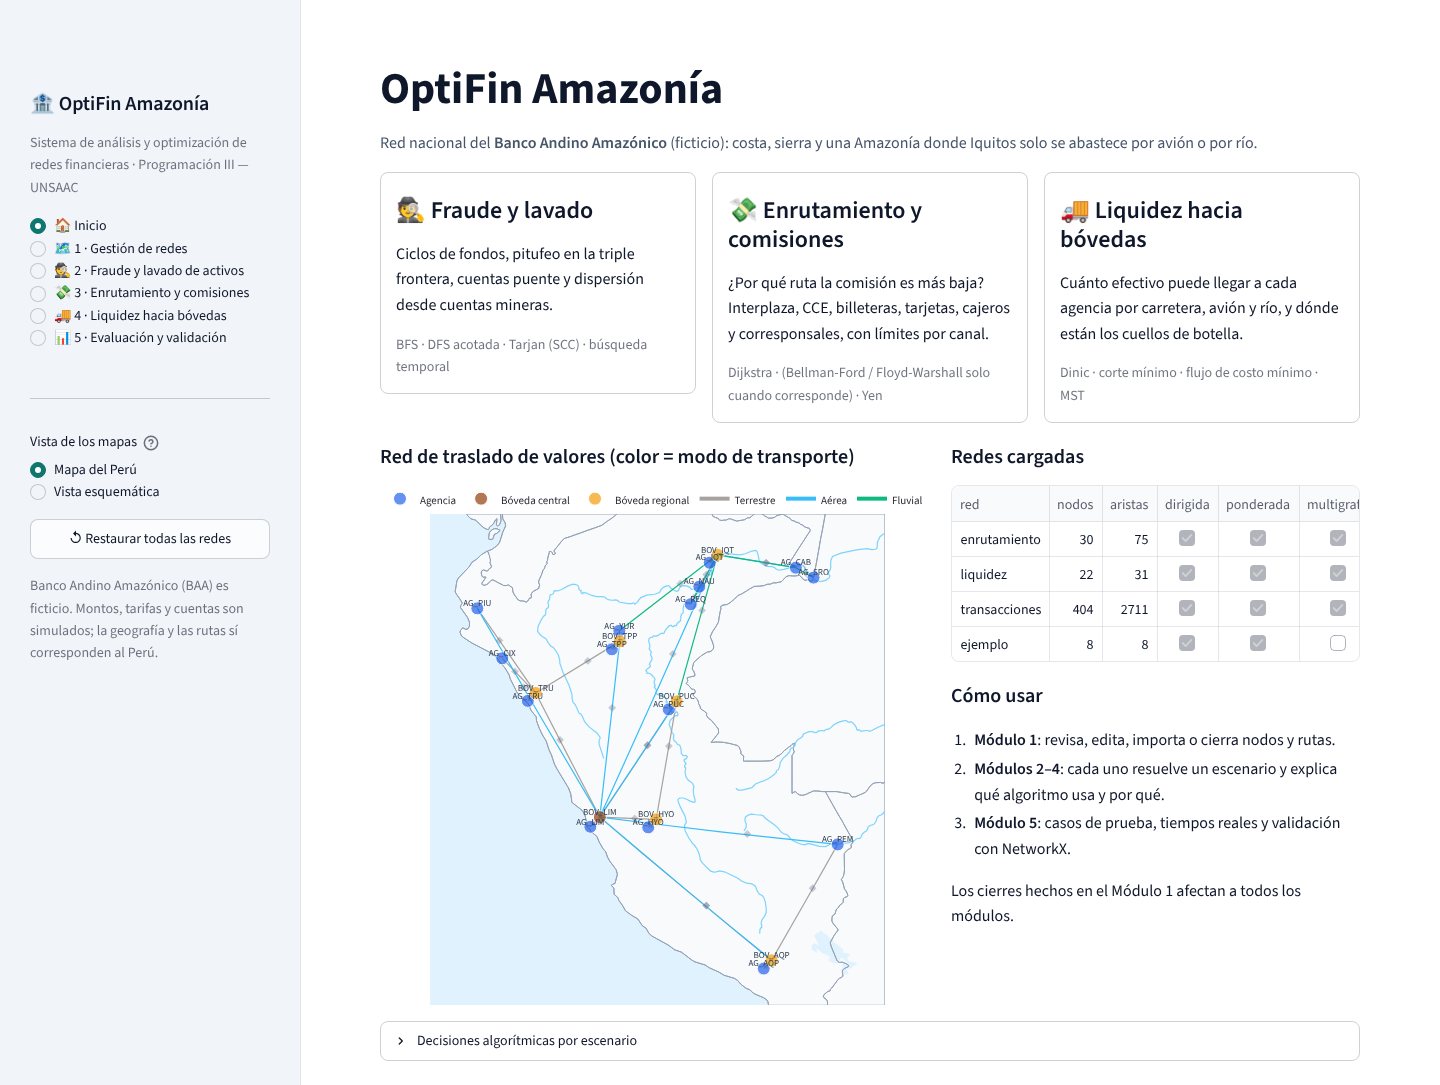 OptiFin Amazonía
Sistema de análisis y optimización de
redes financieras · Programación III —
UNSAAC
Inicio
1 · Gestión de redes
2 · Fraude y lavado de activos
3 · Enrutamiento y comisiones
4 · Liquidez hacia bóvedas
5 · Evaluación y validación
Vista de los mapas
Mapa del Perú
Vista esquemática
Restaurar todas las redes
Banco Andino Amazónico (BAA) es
ficticio. Montos, tarifas y cuentas son
simulados; la geografía y las rutas sí
corresponden al Perú.
OptiFin Amazonía
Red nacional del Banco Andino Amazónico (ficticio): costa, sierra y una Amazonía donde Iquitos solo se abastece por avión o por río.
Fraude y lavado
Ciclos de fondos, pitufeo en la triple
frontera, cuentas puente y dispersión
desde cuentas mineras.
BFS · DFS acotada · Tarjan (SCC) · búsqueda
temporal
Enrutamiento y
comisiones
¿Por qué ruta la comisión es más baja?
Interplaza, CCE, billeteras, tarjetas, cajeros
y corresponsales, con límites por canal.
Dijkstra · (Bellman-Ford / Floyd-Warshall solo
cuando corresponde) · Yen
Liquidez hacia
bóvedas
Cuánto efectivo puede llegar a cada
agencia por carretera, avión y río, y dónde
están los cuellos de botella.
Dinic · corte mínimo · flujo de costo mínimo ·
MST
Red de traslado de valores (color = modo de transporte)
Agencia Bóveda central Bóveda regional Terrestre Aérea Fluvial
BOV_IQT
AG_IQT
AG_CAB
AG_SRO
AG_NAU
AG_REQ
AG_PIU
AG_YUR
BOV_TPP
AG_TPP
AG_CIX
BOV_TRU
AG_TRU
BOV_PUC
AG_PUC
BOV_LIM
AG_LIM
BOV_HYO
AG_HYO
AG_PEM
BOV_AQP
AG_AQP
Redes cargadas
red nodos aristas dirigida ponderada multigraf
enrutamiento 30 75
liquidez 22 31
transacciones 404 2711
ejemplo 8 8
Cómo usar
1. Módulo 1: revisa, edita, importa o cierra nodos y rutas.
2. Módulos 2–4: cada uno resuelve un escenario y explica
qué algoritmo usa y por qué.
3. Módulo 5: casos de prueba, tiempos reales y validación
con NetworkX.
Los cierres hechos en el Módulo 1 afectan a todos los
módulos.
Decisiones algorítmicas por escenario